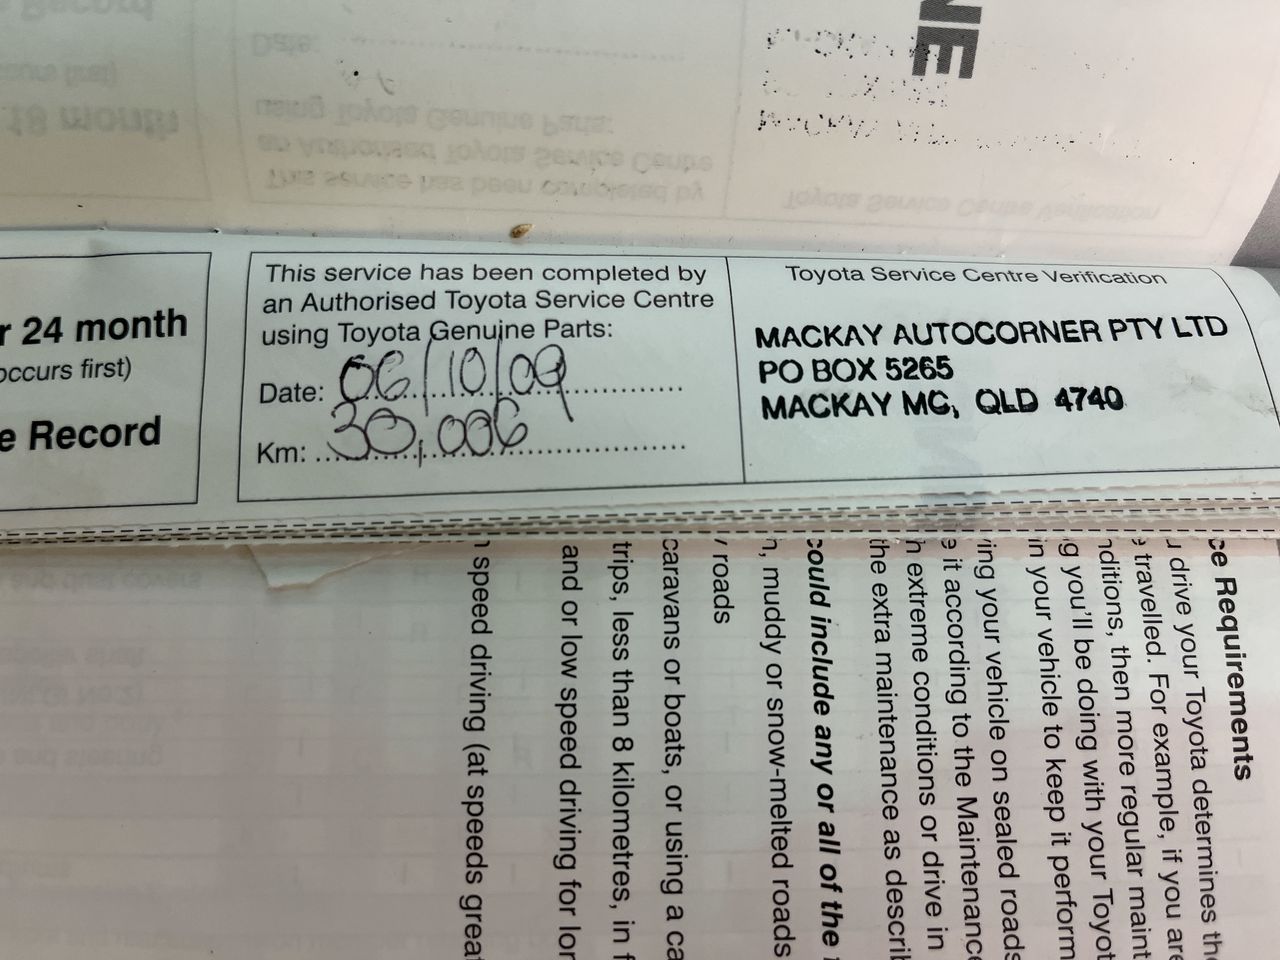 NE
r 24 month
occurs first)
e Record
This service has been completed by
an Authorised Toyota Service Centre
using Toyota Genuine Parts:
Date: 06/10/09
Km: 30,006
Toyota Service Centre Verification
MACKAY AUTOCORNER PTY LTD
PO BOX 5265
MACKAY MC, QLD 4740
ce Requirements
drive your Toyota determines the
travelled. For example, if you are
nditions, then more regular maint
g you'll be doing with your Toyot
in your vehicle to keep it perform
ing your vehicle on sealed roads
e it according to the Maintenance
h extreme conditions or drive in
the extra maintenance as describ
could include any or all of the f
n, muddy or snow-melted roads
y roads
caravans or boats, or using a ca
trips, less than 8 kilometres, in f
and or low speed driving for lon
n speed driving (at speeds great